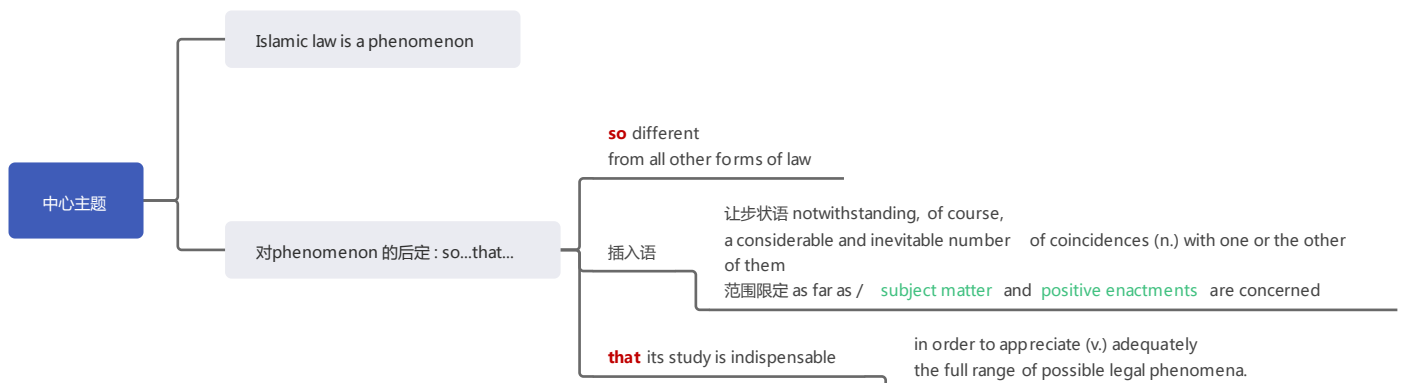 Islamic law is a phenomenon
so different
from all other forms of law
中心主题
让步状语 notwithstanding, of course,
a considerable and inevitable number of coincidences (n.) with one or the other
of them
对phenomenon 的后定 : so...that...
插入语
范围限定 as far as / subject matter and positive enactments are concerned
that its study is indispensable
in order to appreciate (v.) adequately
the full range of possible legal phenomena.